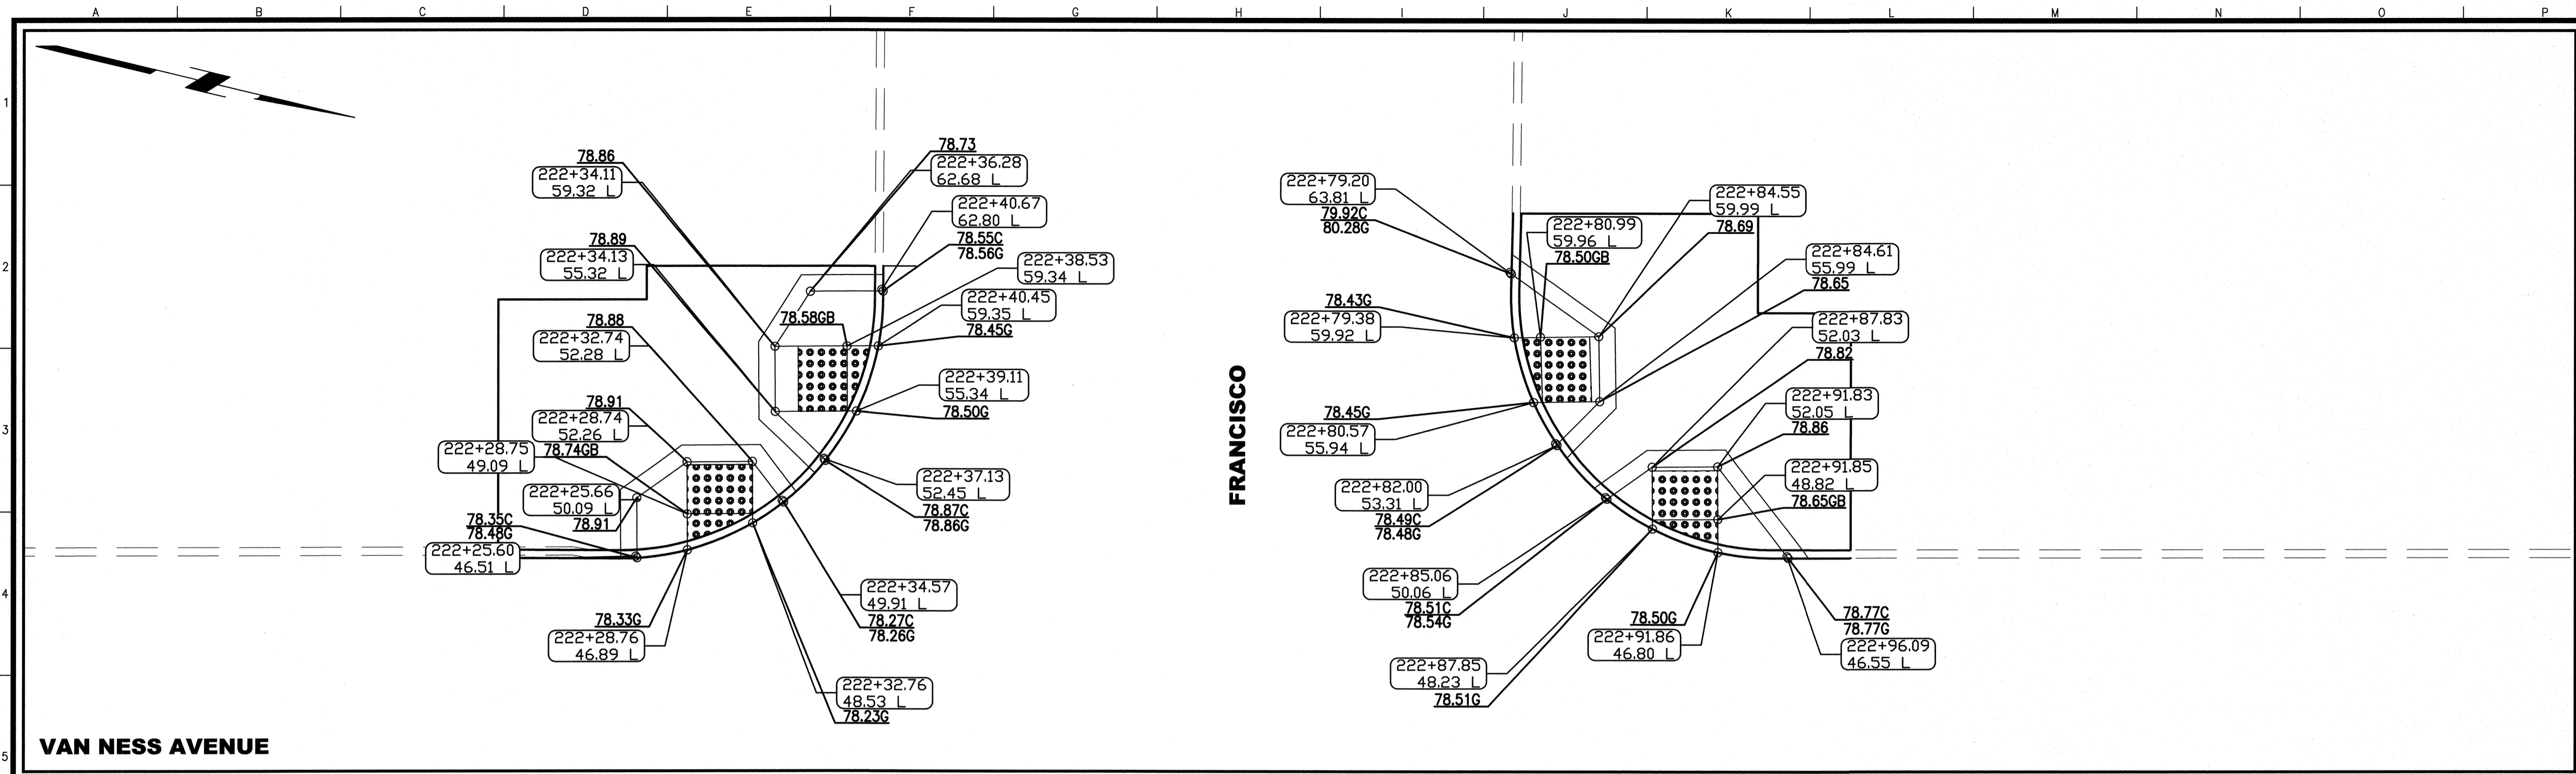 A B C D E F G H I J K L M N O P
1
2
3
4
5
78.86
222+34.11
59.32 L
78.73
222+36.28
62.68 L
222+40.67
62.80 L
78.55C
78.56G
78.89
222+34.13
55.32 L
222+38.53
59.34 L
222+40.45
59.35 L
78.45G
78.58GB
78.88
222+32.74
52.28 L
222+39.11
55.34 L
78.50G
78.91
222+28.74
52.26 L
222+28.75
49.09 L
78.74GB
222+25.66
50.09 L
78.91
78.35C
78.48G
222+25.60
46.51 L
222+37.13
52.45 L
78.87C
78.86G
222+34.57
49.91 L
78.27C
78.26G
78.33G
222+28.76
46.89 L
222+32.76
48.53 L
78.23G
VAN NESS AVENUE
FRANCISCO
222+79.20
63.81 L
79.92C
80.28G
222+84.55
59.99 L
78.69
222+80.99
59.96 L
78.50GB
222+84.61
55.99 L
78.65
78.43G
222+79.38
59.92 L
222+87.83
52.03 L
78.82
78.45G
222+80.57
55.94 L
222+91.83
52.05 L
78.86
222+91.85
48.82 L
78.65GB
222+82.00
53.31 L
78.49C
78.48G
222+85.06
50.06 L
78.51C
78.54G
78.50G
222+91.86
46.80 L
78.77C
78.77G
222+96.09
46.55 L
222+87.85
48.23 L
78.51G